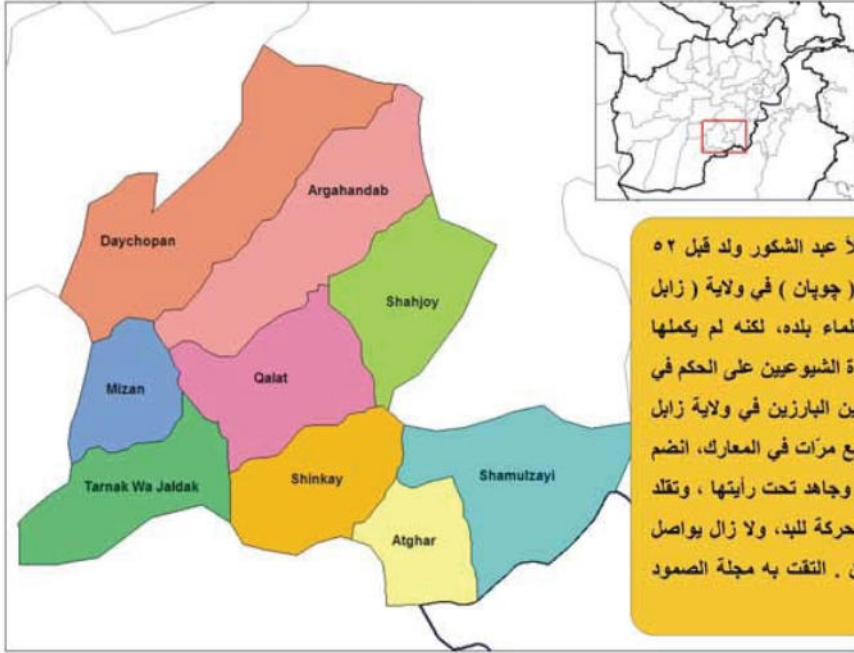 Daychopan
Argahandab
Shahjoy
Mizan
Qalat
Tarnak Wa Jaldak
Shinkay
Shamulzayi
Atghar
عبد الشكور ولد قبل ٥٢
( چوپان ) في ولاية ( زابل
بلده، لكنه لم يكملها
الشيوعيين على الحكم في
البارزين في ولاية زابل
مرّات في المعارك، انضم
وجاهد تحت رأيتها ، وتقلد
للبد، ولا زال يواصل
. التقت به مجلة الصمود